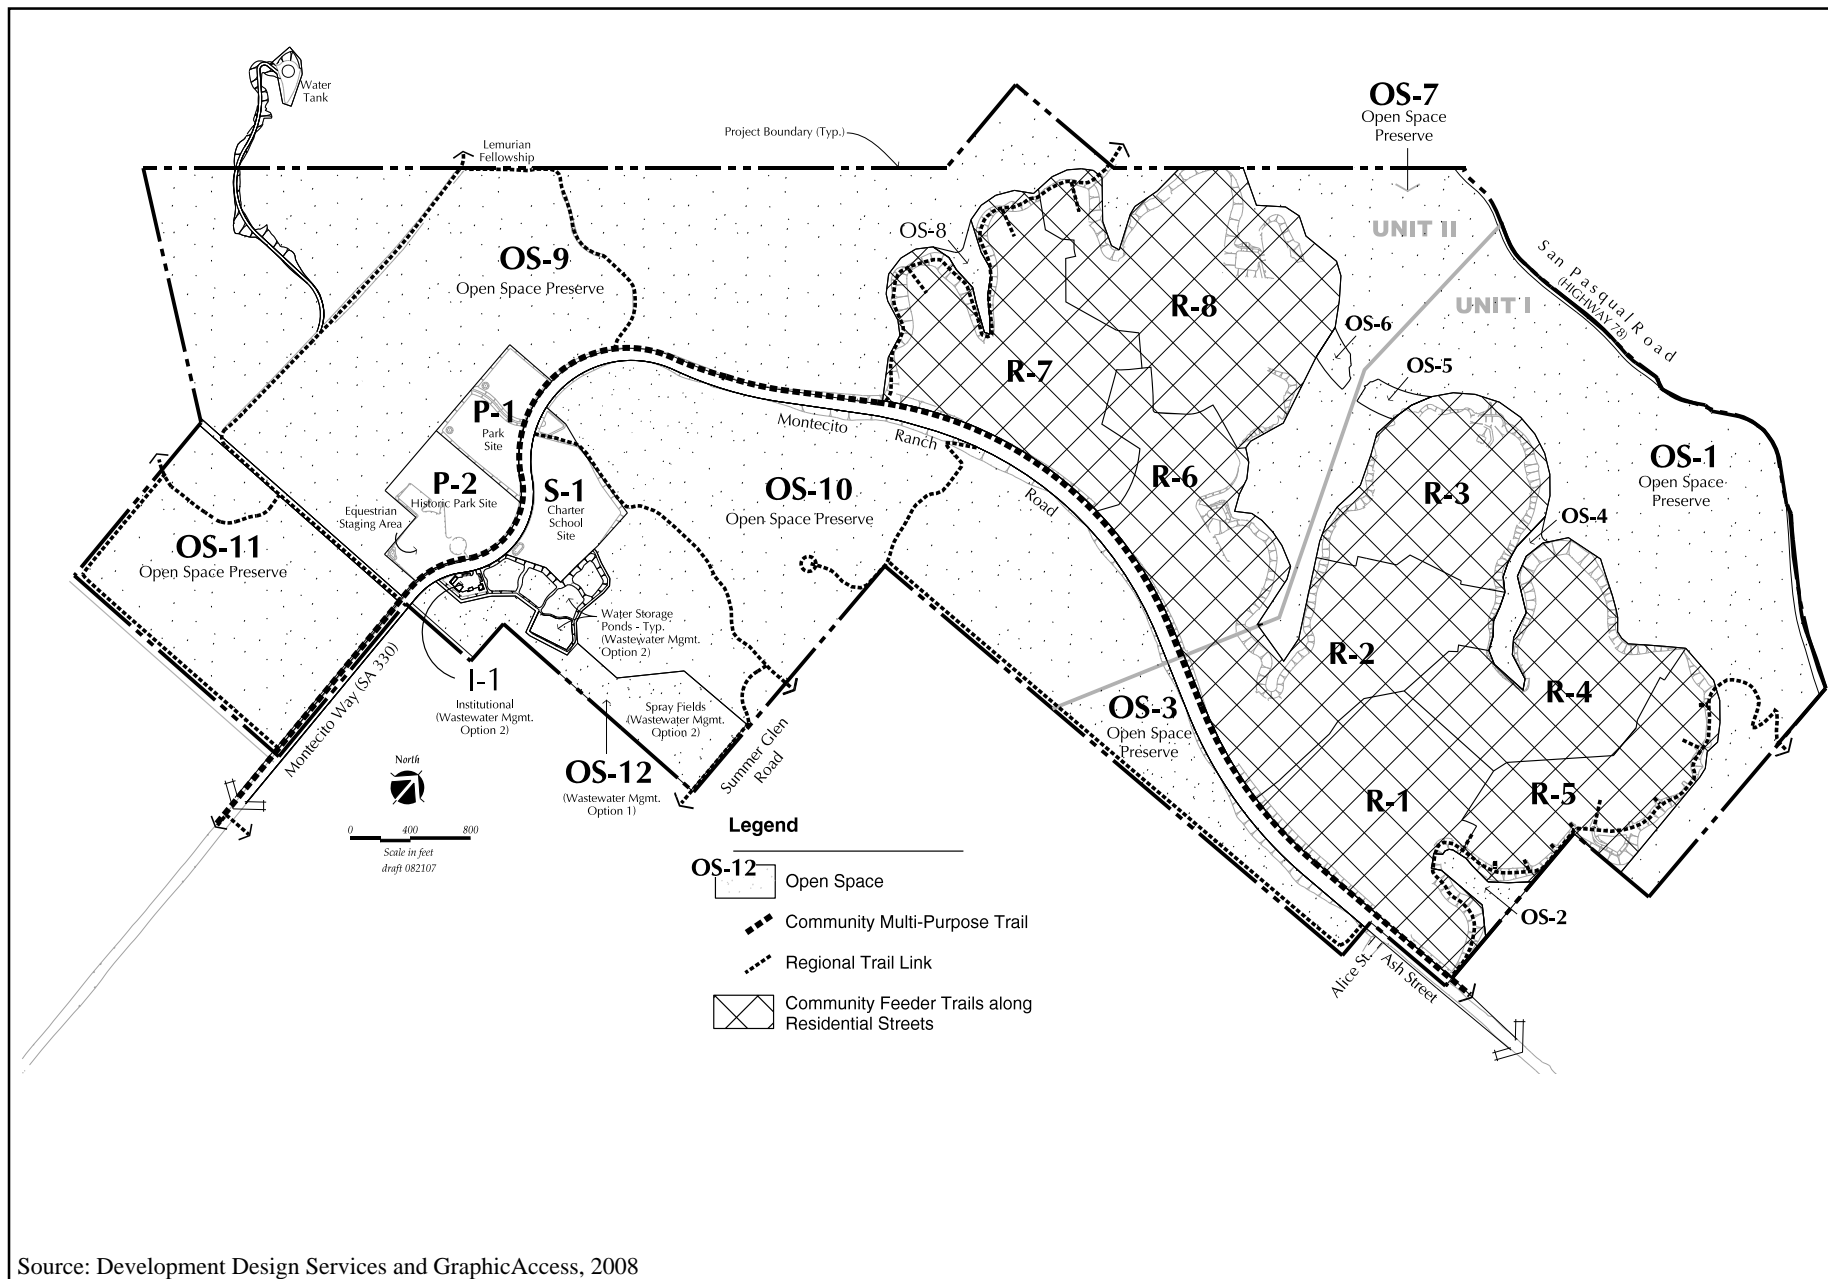 Water
Tank
Lemurian
Fellowship
Project Boundary (Typ.)
OS-7
Open Space
Preserve
OS-8
UNIT II
UNIT I
San Pasqual Road
(HIGHWAY 78)
OS-9
Open Space Preserve
R-8
R-7
OS-6
OS-5
P-1
Park
Site
Montecito Ranch Road
P-2
Historic Park Site
S-1
Charter
School
Site
OS-10
Open Space Preserve
R-6
R-3
OS-1
Open Space
Preserve
OS-4
Equestrian
Staging Area
OS-11
Open Space Preserve
Water Storage
Ponds - Typ.
(Wastewater Mgmt.
Option 2)
R-2
R-4
I-1
Institutional
(Wastewater Mgmt.
Option 2)
Montecito Way (SA 330)
Spray Fields
(Wastewater Mgmt.
Option 2)
OS-3
Open Space
Preserve
OS-12
(Wastewater Mgmt.
Option 1)
Summer Glen
Road
R-1
R-5
OS-2
Alice St.
Ash Street
North
0 400 800
Scale in feet
draft 082107
Legend
OS-12
Open Space
Community Multi-Purpose Trail
Regional Trail Link
Community Feeder Trails along
Residential Streets
Source: Development Design Services and GraphicAccess, 2008